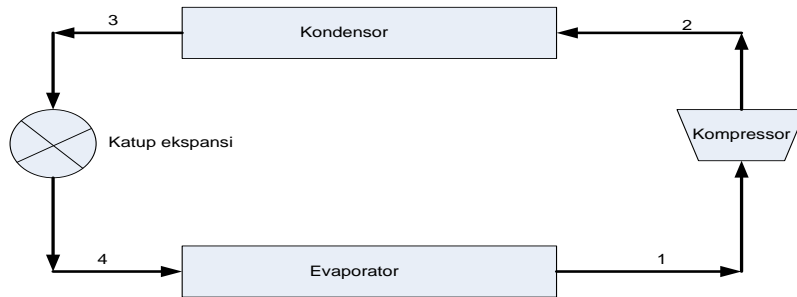 3
Kondensor
2
Katup ekspansi
Kompressor
4
Evaporator
1